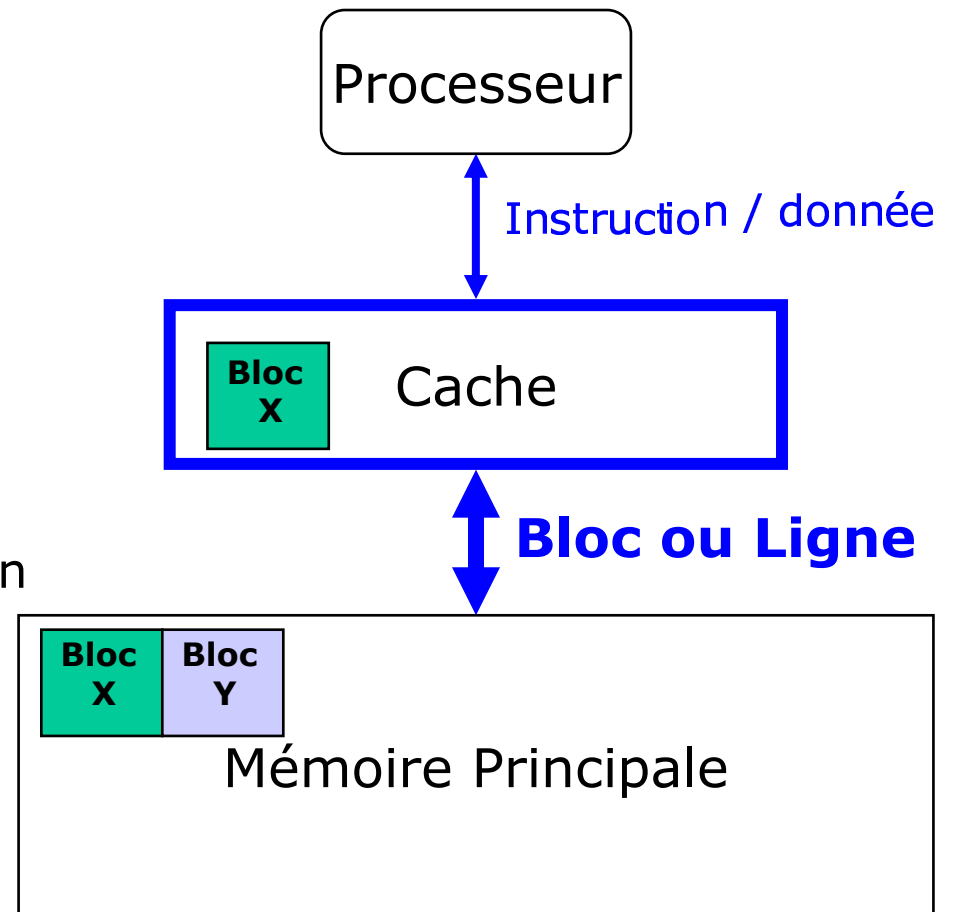 Processeur
Instruction / donnée
Bloc
X
Cache
Bloc ou Ligne
n
Bloc
X
Bloc
Y
Mémoire Principale